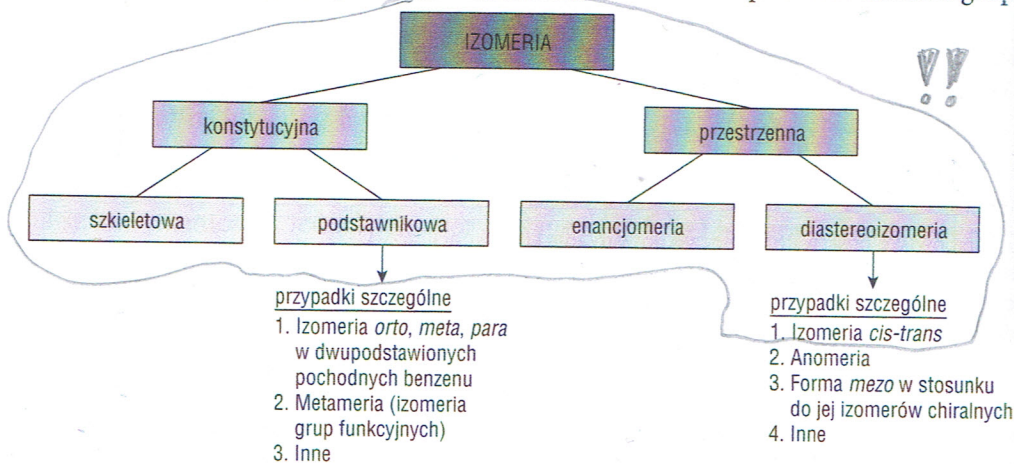 IZOMERIA
!!
konstytucyjna
przestrzenna
szkieletowa
podstawnikowa
enancjomeria
diastereoizomeria
przypadki szczególne
1. Izomeria orto, meta, para
w dwupodstawionych
pochodnych benzenu
2. Metameria (izomeria
grup funkcyjnych)
3. Inne
przypadki szczególne
1. Izomeria cis-trans
2. Anomeria
3. Forma mezo w stosunku
do jej izomerów chiralnych
4. Inne